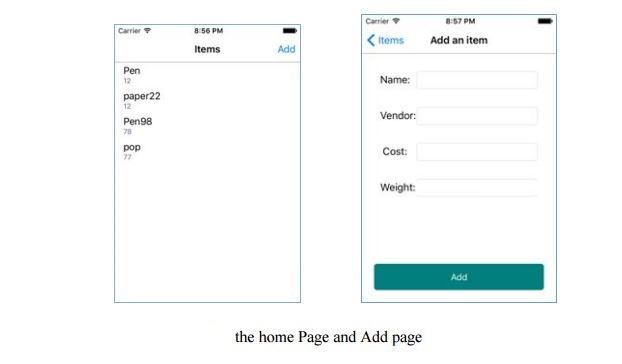 Carrier 8:56 PM
Items Add
Pen
12
paper22
12
Pen98
78
pop
77
Carrier 8:57 PM
Items Add an item
Name:
Vendor:
Cost:
Weight:
Add
the home Page and Add page